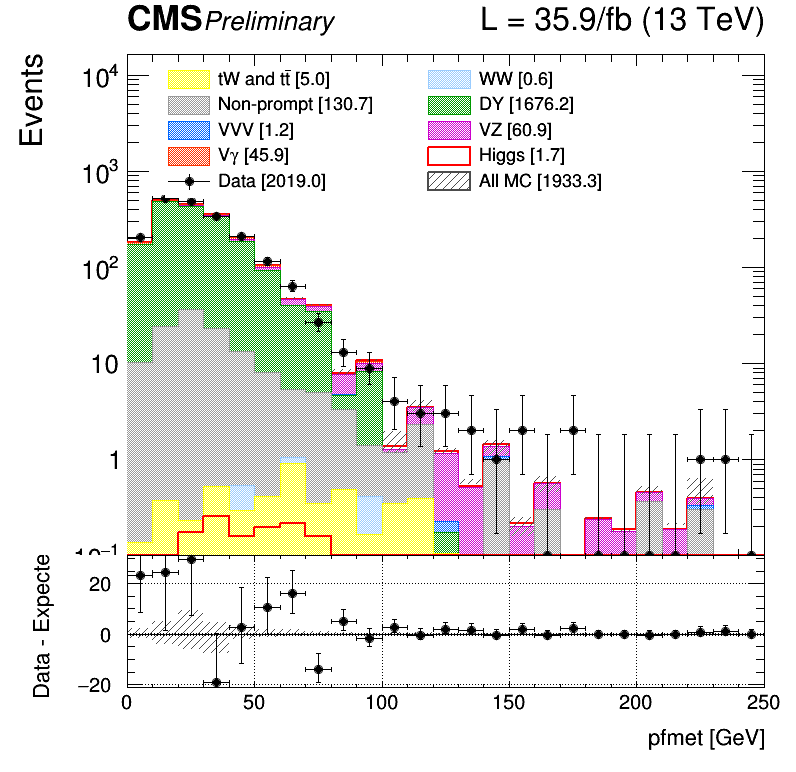 CMS Preliminary L = 35.9/fb (13 TeV)
Events
tW and tt̄ [5.0] WW [0.6]
Non-prompt [130.7] DY [1676.2]
VVV [1.2] VZ [60.9]
Vγ [45.9] Higgs [1.7]
Data [2019.0] All MC [1933.3]
10⁴
10³
10²
10
1
10⁻¹
Data - Expecte
20
0
−20
0 50 100 150 200 250
pfmet [GeV]